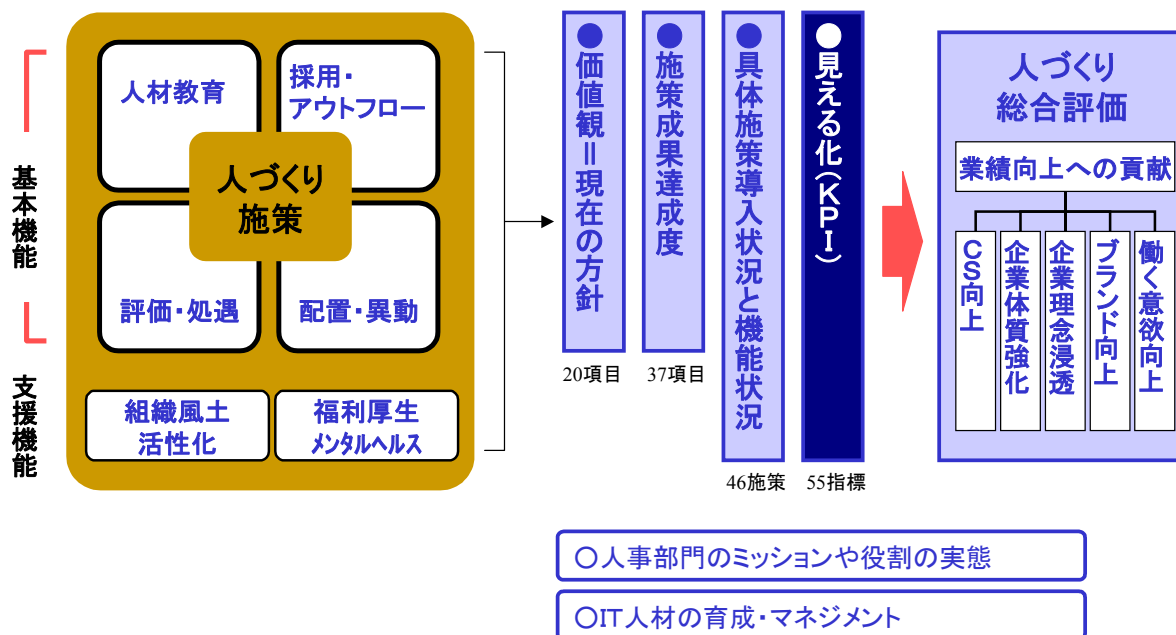 基本機能
支援機能
人材教育
採用・
アウトフロー
人づくり
施策
評価・処遇
配置・異動
組織風土
活性化
福利厚生
メンタルヘルス
●価値観＝現在の方針
20項目
●施策成果達成度
37項目
●具体施策導入状況と機能状況
46施策
●見える化（KPI）
55指標
人づくり
総合評価
業績向上への貢献
CS向上
企業体質強化
企業理念浸透
ブランド向上
働く意欲向上
○人事部門のミッションや役割の実態
○IT人材の育成・マネジメント